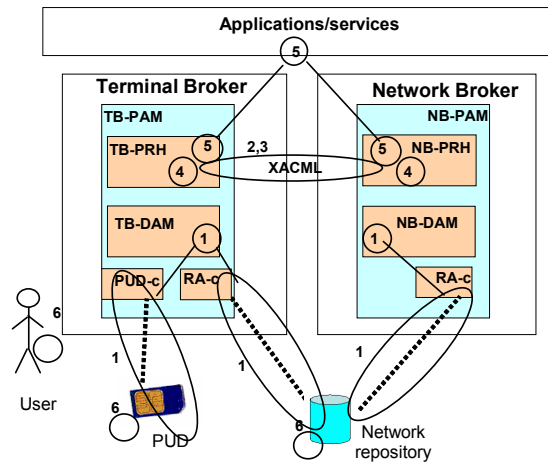 Applications/services
5
Terminal Broker
Network Broker
TB-PAM
NB-PAM
TB-PRH
5
2,3
5
NB-PRH
4
XACML
4
TB-DAM
NB-DAM
1
1
PUD-c
RA-c
RA-c
6
1
1
1
User
6
PUD
6
Network
repository